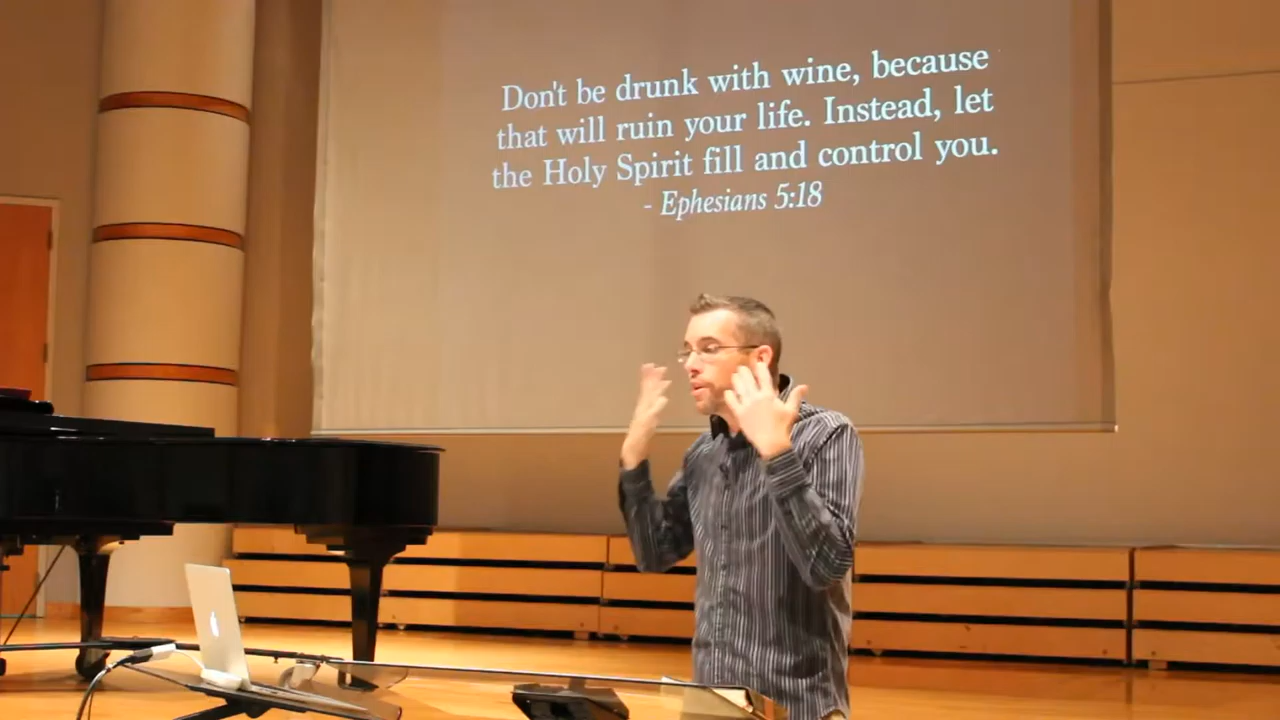 Don't be drunk with wine, because
that will ruin your life. Instead, let
the Holy Spirit fill and control you.
- Ephesians 5:18